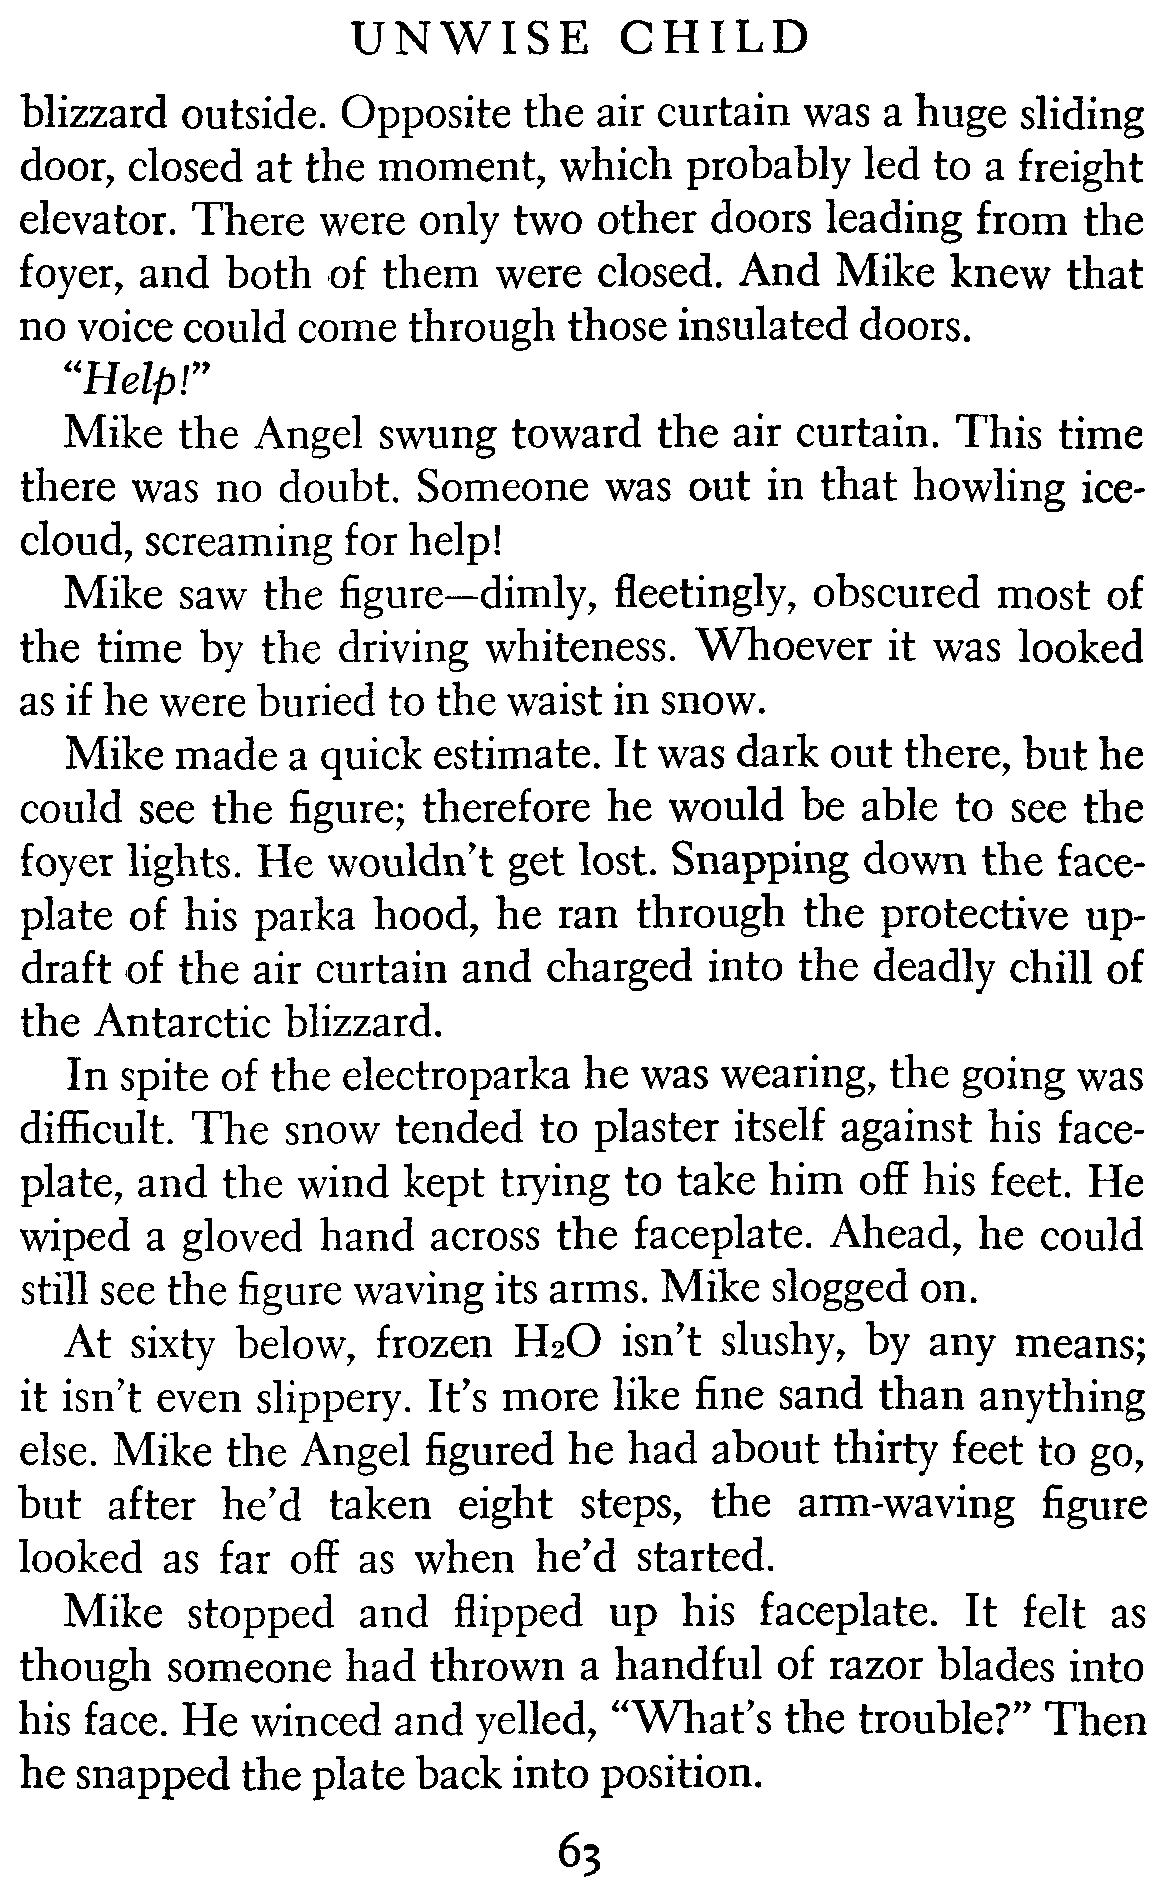 UNWISE CHILD
blizzard outside. Opposite the air curtain was a huge sliding
door, closed at the moment, which probably led to a freight
elevator. There were only two other doors leading from the
foyer, and both of them were closed. And Mike knew that
no voice could come through those insulated doors.
“Help!”
Mike the Angel swung toward the air curtain. This time
there was no doubt. Someone was out in that howling ice-
cloud, screaming for help!
Mike saw the figure—dimly, fleetingly, obscured most of
the time by the driving whiteness. Whoever it was looked
as if he were buried to the waist in snow.
Mike made a quick estimate. It was dark out there, but he
could see the figure; therefore he would be able to see the
foyer lights. He wouldn’t get lost. Snapping down the face-
plate of his parka hood, he ran through the protective up-
draft of the air curtain and charged into the deadly chill of
the Antarctic blizzard.
In spite of the electroparka he was wearing, the going was
difficult. The snow tended to plaster itself against his face-
plate, and the wind kept trying to take him off his feet. He
wiped a gloved hand across the faceplate. Ahead, he could
still see the figure waving its arms. Mike slogged on.
At sixty below, frozen H2O isn’t slushy, by any means;
it isn’t even slippery. It’s more like fine sand than anything
else. Mike the Angel figured he had about thirty feet to go,
but after he’d taken eight steps, the arm-waving figure
looked as far off as when he’d started.
Mike stopped and flipped up his faceplate. It felt as
though someone had thrown a handful of razor blades into
his face. He winced and yelled, “What’s the trouble?” Then
he snapped the plate back into position.
63